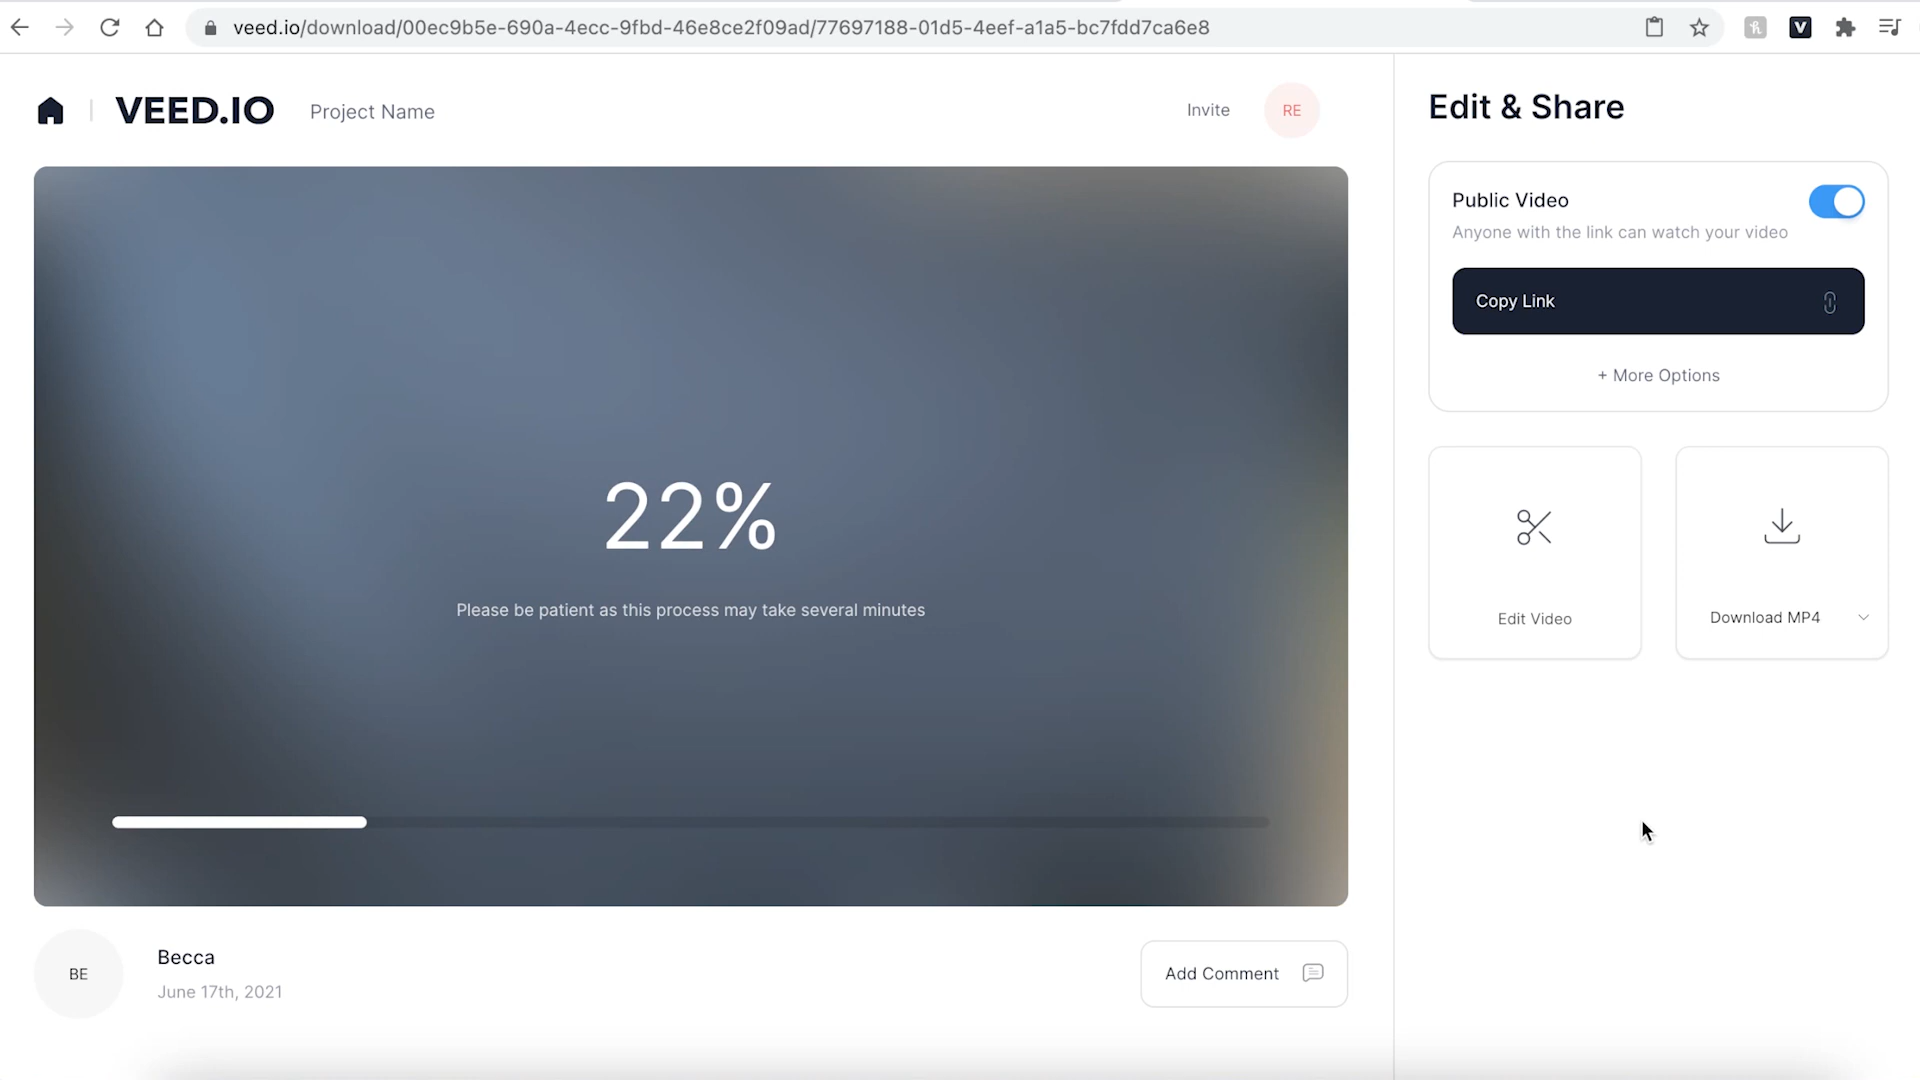 veed.io/download/00ec9b5e-690a-4ecc-9fbd-46e8ce2f09ad/77697188-01d5-4eef-a1a5-bc7fdd7ca6e8
VEED.IO
Project Name
Invite
RE
22%
Please be patient as this process may take several minutes
BE
Becca
June 17th, 2021
Add Comment
Edit & Share
Public Video
Anyone with the link can watch your video
Copy Link
+ More Options
Edit Video
Download MP4